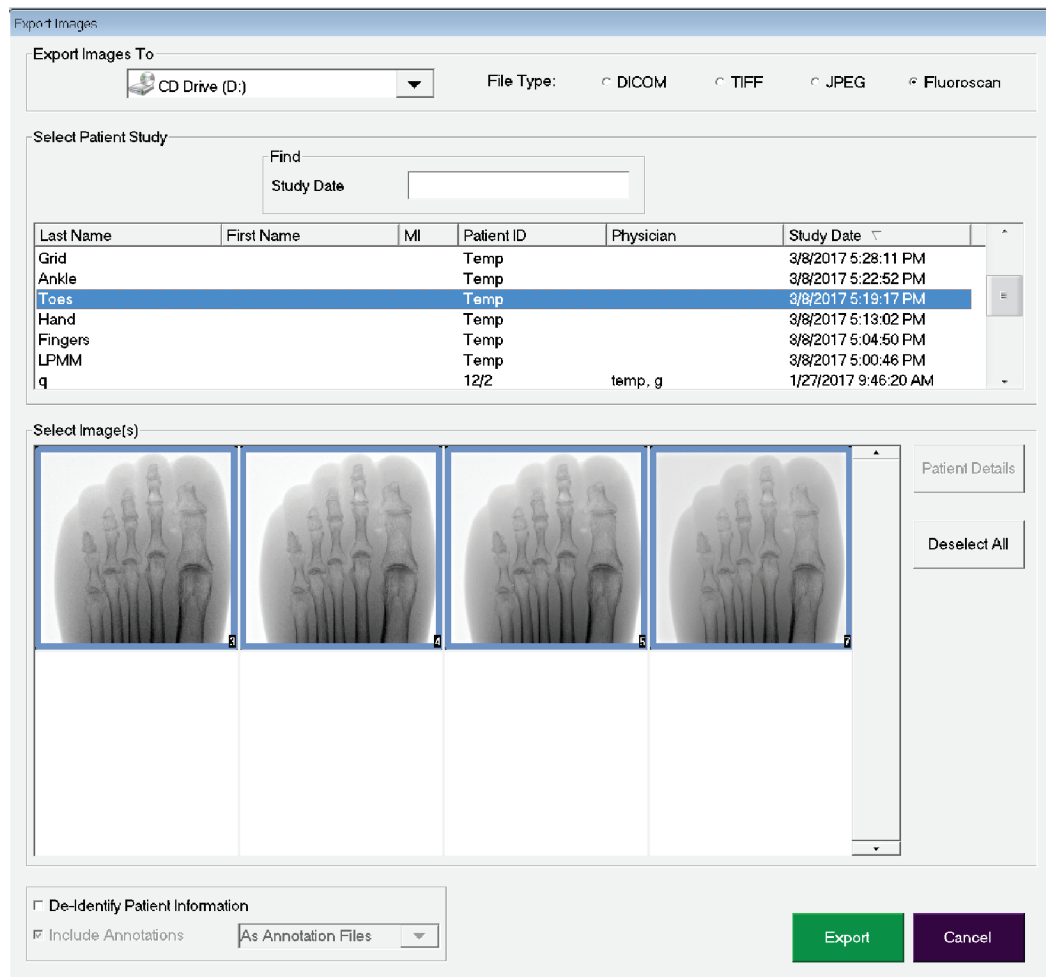 Export Images
Export Images To
CD Drive (D:) File Type: DICOM TIFF JPEG Fluoroscan
Select Patient Study
Find
Study Date
Last Name First Name MI Patient ID Physician Study Date
Grid Temp 3/8/2017 5:28:11 PM
Ankle Temp 3/8/2017 5:22:52 PM
Toes Temp 3/8/2017 5:19:17 PM
Hand Temp 3/8/2017 5:13:02 PM
Fingers Temp 3/8/2017 5:04:50 PM
LPMM Temp 3/8/2017 5:00:46 PM
q 12/2 temp, g 1/27/2017 9:46:20 AM
Select Image(s)
Patient Details
Deselect All
3 4 5 7
De-Identify Patient Information
Include Annotations As Annotation Files
Export Cancel